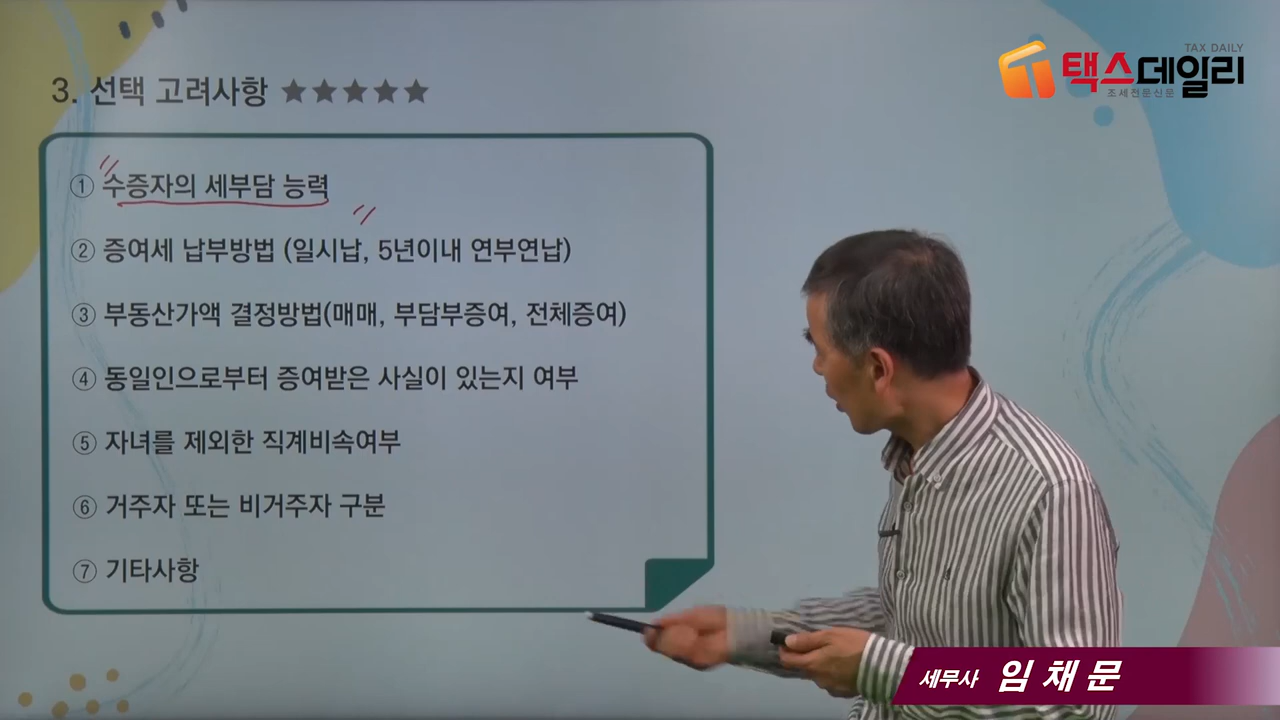 3. 선택 고려사항 ★★★★★
TAX DAILY
택스데일리
조세전문신문
① 수증자의 세부담 능력
② 증여세 납부방법 (일시납, 5년이내 연부연납)
③ 부동산가액 결정방법(매매, 부담부증여, 전체증여)
④ 동일인으로부터 증여받은 사실이 있는지 여부
⑤ 자녀를 제외한 직계비속여부
⑥ 거주자 또는 비거주자 구분
⑦ 기타사항
세무사 임채문